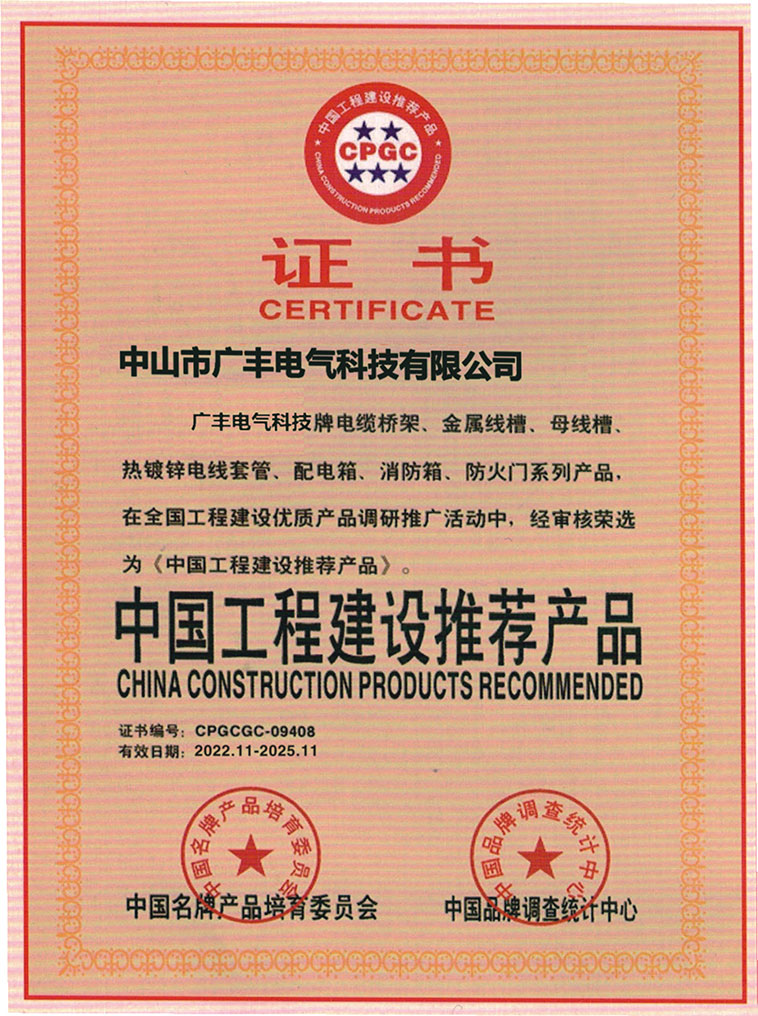 中国工程建设推荐产品
CPGC
CHINA CONSTRUCTION PRODUCTS RECOMMENDED
证书
CERTIFICATE
中山市广丰电气科技有限公司
广丰电气科技牌电缆桥架、金属线槽、母线槽、
热镀锌电线套管、配电箱、消防箱、防火门系列产品，
在全国工程建设优质产品调研推广活动中，经审核荣选
为《中国工程建设推荐产品》。
中国工程建设推荐产品
CHINA CONSTRUCTION PRODUCTS RECOMMENDED
证书编号：CPGCGC-09408
有效日期：2022.11-2025.11
中国名牌产品培育委员会
中国品牌调查统计中心
中国名牌产品培育委员会
中国品牌调查统计中心